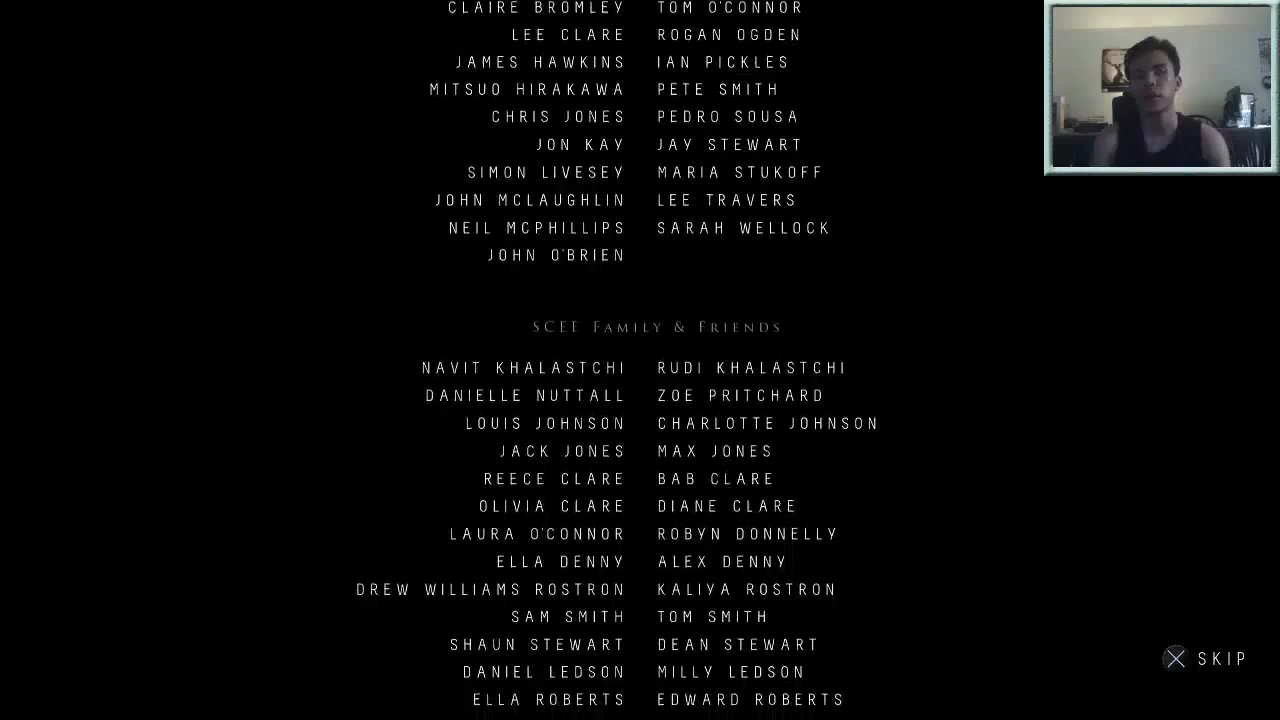 CLAIRE BROMLEY TOM O'CONNOR
LEE CLARE ROGAN OGDEN
JAMES HAWKINS IAN PICKLES
MITSUO HIRAKAWA PETE SMITH
CHRIS JONES PEDRO SOUSA
JON KAY JAY STEWART
SIMON LIVESEY MARIA STUKOFF
JOHN MCLAUGHLIN LEE TRAVERS
NEIL MCPHILLIPS SARAH WELLOCK
JOHN O'BRIEN
SCEE FAMILY & FRIENDS
NAVIT KHALASTCHI RUDI KHALASTCHI
DANIELLE NUTTALL ZOE PRITCHARD
LOUIS JOHNSON CHARLOTTE JOHNSON
JACK JONES MAX JONES
REECE CLARE BAB CLARE
OLIVIA CLARE DIANE CLARE
LAURA O'CONNOR ROBYN DONNELLY
ELLA DENNY ALEX DENNY
DREW WILLIAMS ROSTRON KALIYA ROSTRON
SAM SMITH TOM SMITH
SHAUN STEWART DEAN STEWART
DANIEL LEDSON MILLY LEDSON
ELLA ROBERTS EDWARD ROBERTS
SKIP